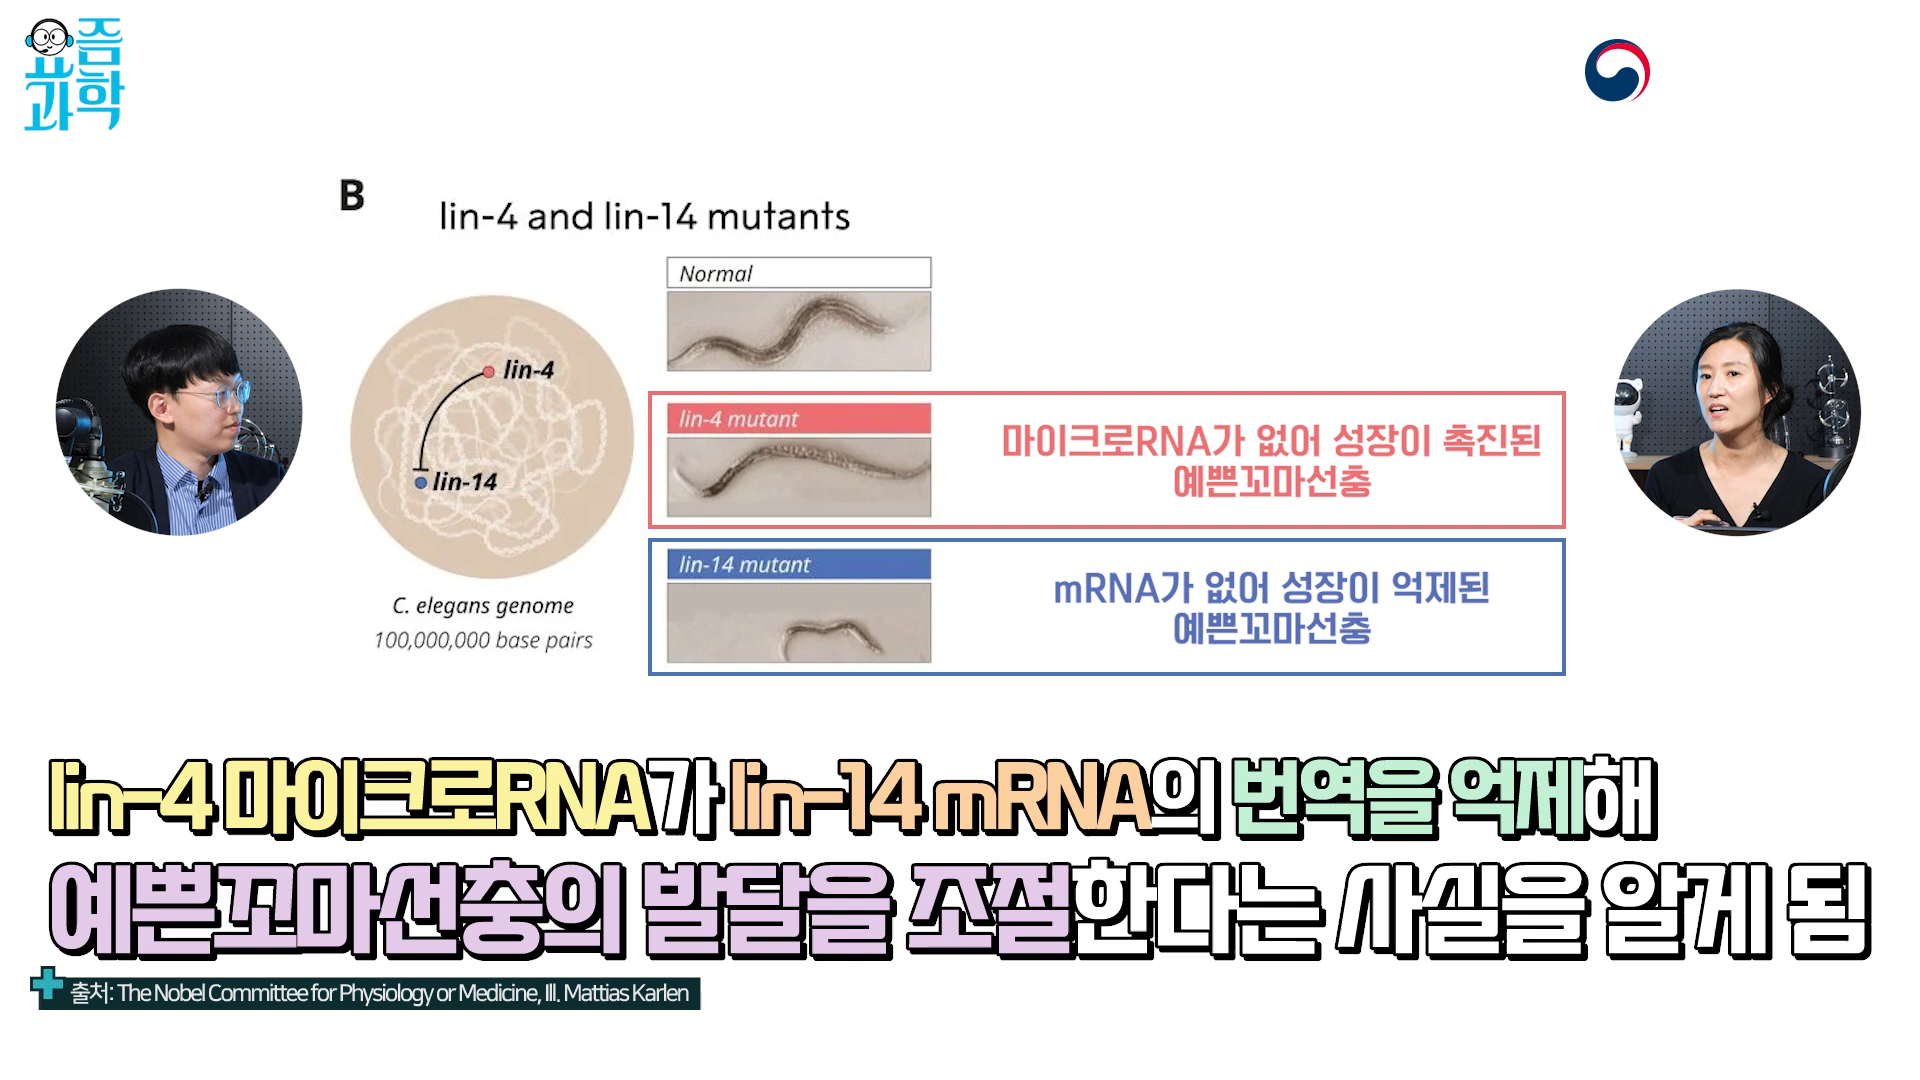 요즘과학
B
lin-4 and lin-14 mutants
Normal
lin-4
lin-14
C. elegans genome
100,000,000 base pairs
lin-4 mutant
마이크로RNA가 없어 성장이 촉진된
예쁜꼬마선충
lin-14 mutant
mRNA가 없어 성장이 억제된
예쁜꼬마선충
lin-4 마이크로RNA가 lin-14 mRNA의 번역을 억제해
예쁜꼬마선충의 발달을 조절한다는 사실을 알게 됨
출처: The Nobel Committee for Physiology or Medicine, Ill. Mattias Karlen